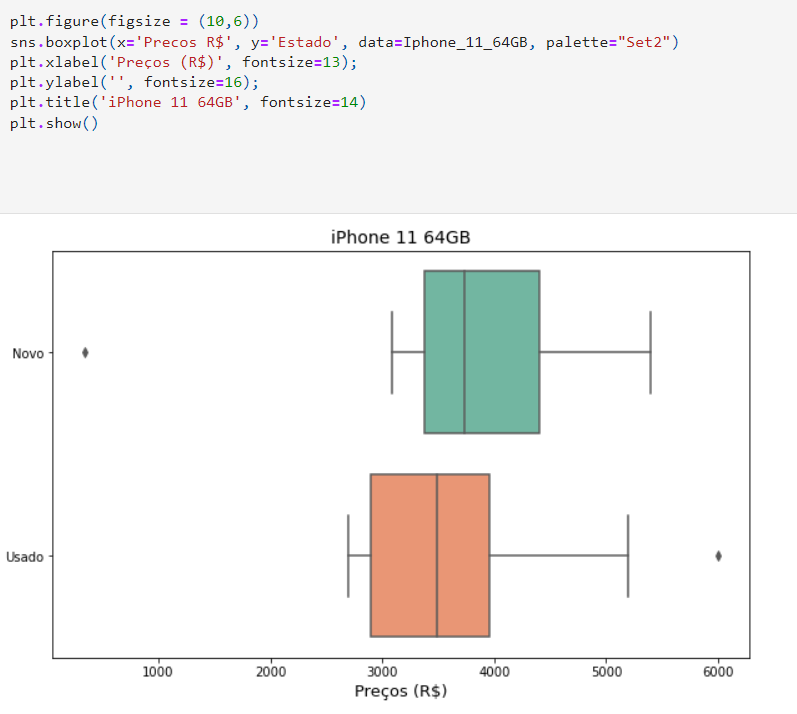 plt.figure(figsize = (10,6))
sns.boxplot(x='Precos R$', y='Estado', data=Iphone_11_64GB, palette="Set2")
plt.xlabel('Preços (R$)', fontsize=13);
plt.ylabel('', fontsize=16);
plt.title('iPhone 11 64GB', fontsize=14)
plt.show()
iPhone 11 64GB
Novo
Usado
1000 2000 3000 4000 5000 6000
Preços (R$)